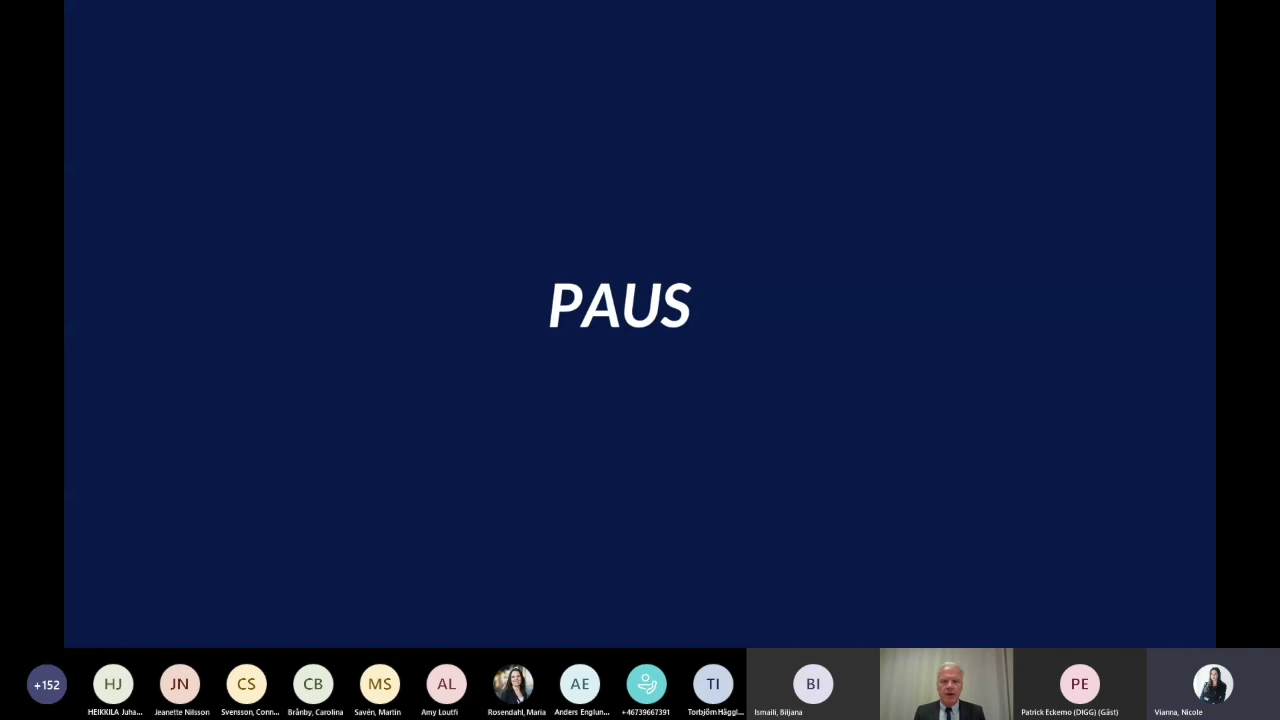 PAUS
+152
HJ
JN
CS
CB
MS
AL
AE
TI
BI
PE
HEIKKILA Juha...
Jeanette Nilsson
Svensson, Conn...
Brånby, Carolina
Savén, Martin
Amy Loutfi
Rosendahl, Maria
Anders Englun...
+46739667391
Torbjörn Häggl...
Ismaili, Biljana
Patrick Eckemo (DIGG) (Gäst)
Vianna, Nicole